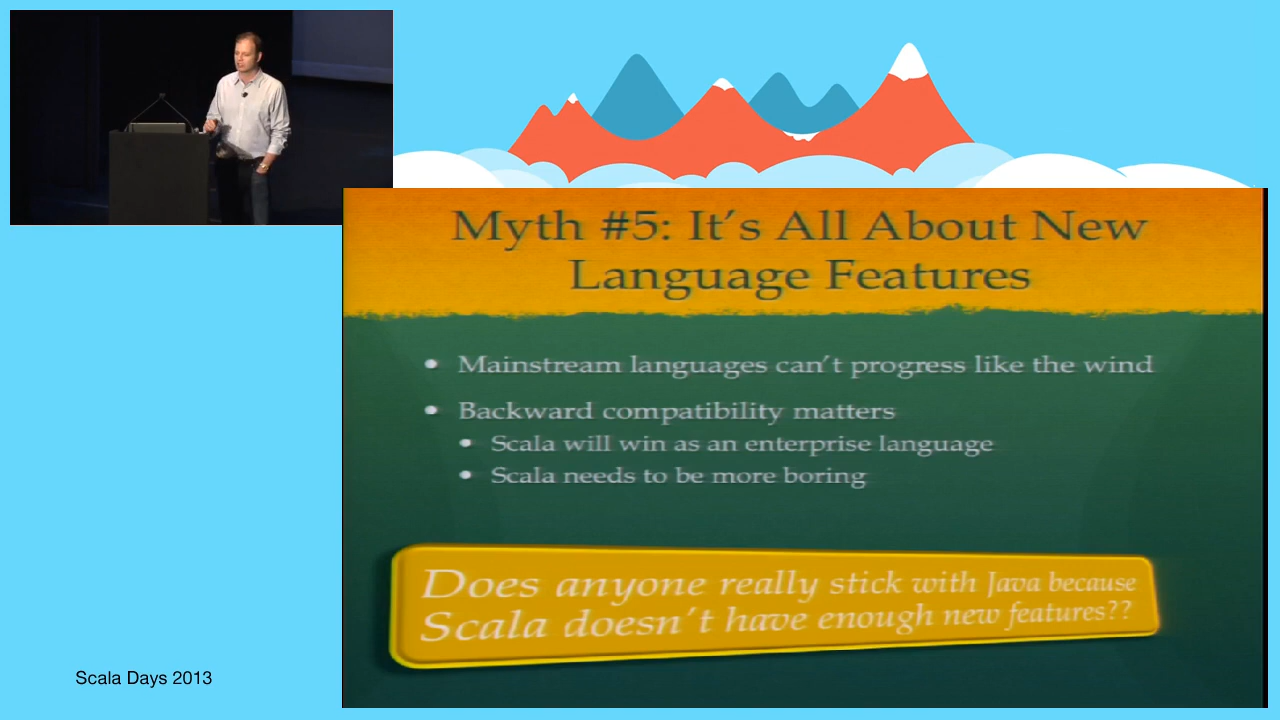 Myth #5: It's All About New
Language Features
• Mainstream languages can't progress like the wind
• Backward compatibility matters
• Scala will win as an enterprise language
• Scala needs to be more boring
Does anyone really stick with Java because
Scala doesn't have enough new features??
Scala Days 2013